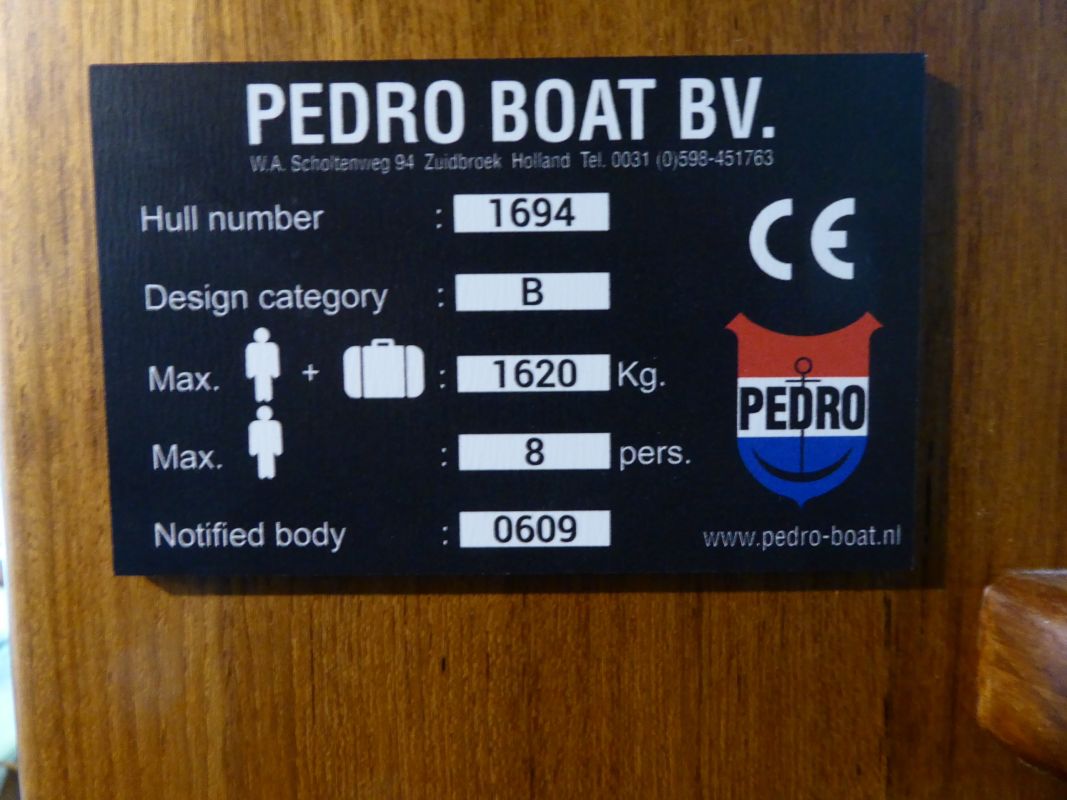 PEDRO BOAT BV.
W.A. Scholtenweg 94 Zuidbroek Holland Tel. 0031 (0)598-451763
Hull number : 1694
CE
Design category : B
Max. + : 1620 Kg.
PEDRO
Max. : 8 pers.
Notified body : 0609
www.pedro-boat.nl